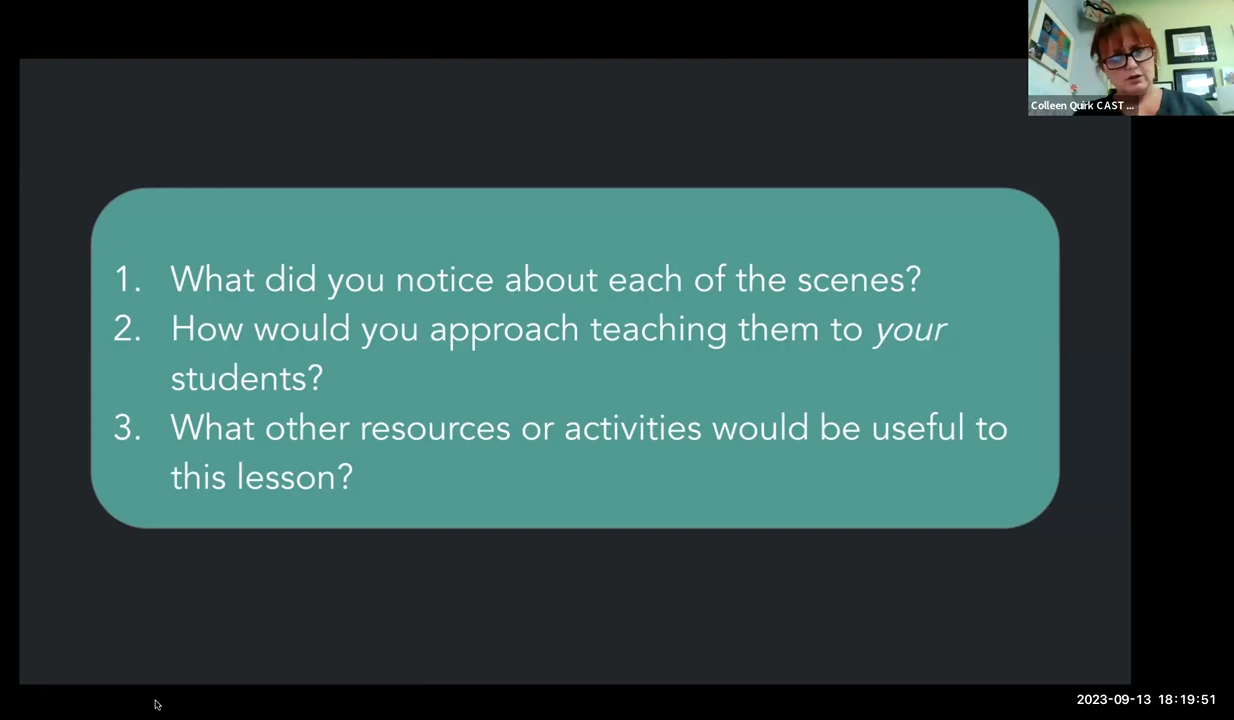 Colleen Quirk CAST ...
1. What did you notice about each of the scenes?
2. How would you approach teaching them to your
students?
3. What other resources or activities would be useful to
this lesson?
2023-09-13 18:19:51